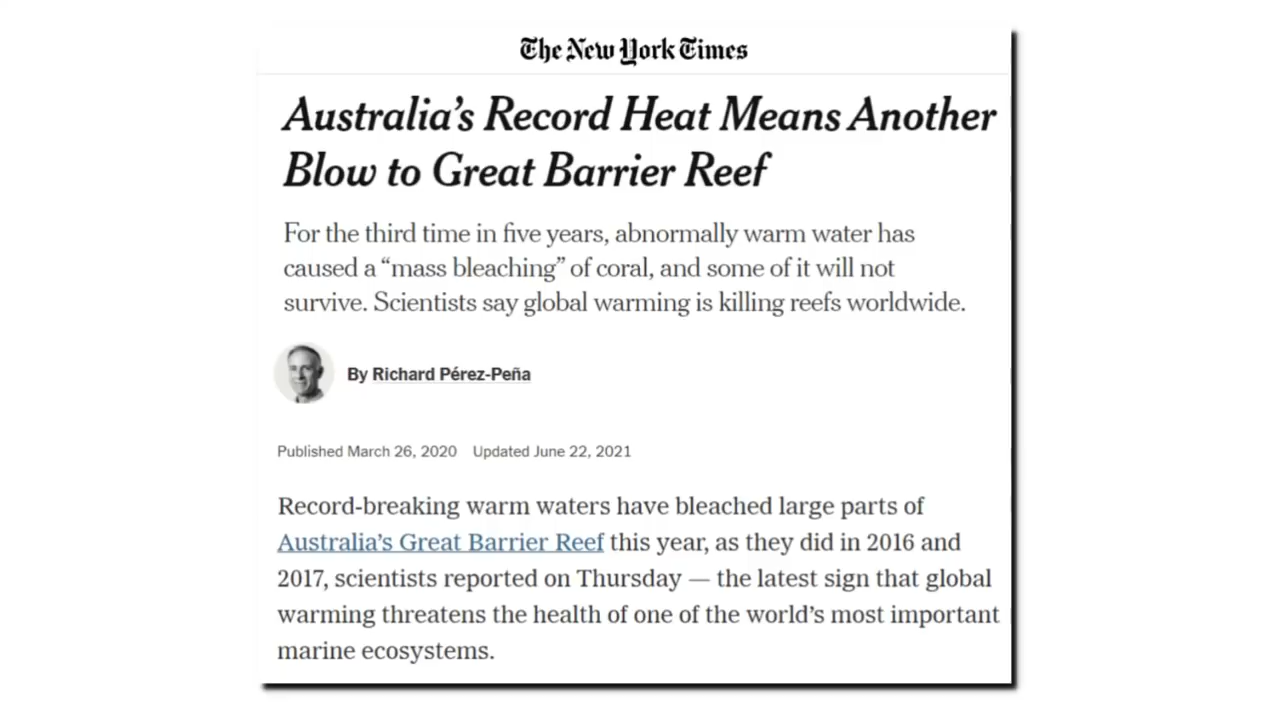 The New York Times
Australia's Record Heat Means Another
Blow to Great Barrier Reef
For the third time in five years, abnormally warm water has
caused a “mass bleaching” of coral, and some of it will not
survive. Scientists say global warming is killing reefs worldwide.
By Richard Pérez-Peña
Published March 26, 2020 Updated June 22, 2021
Record-breaking warm waters have bleached large parts of
Australia's Great Barrier Reef this year, as they did in 2016 and
2017, scientists reported on Thursday — the latest sign that global
warming threatens the health of one of the world's most important
marine ecosystems.